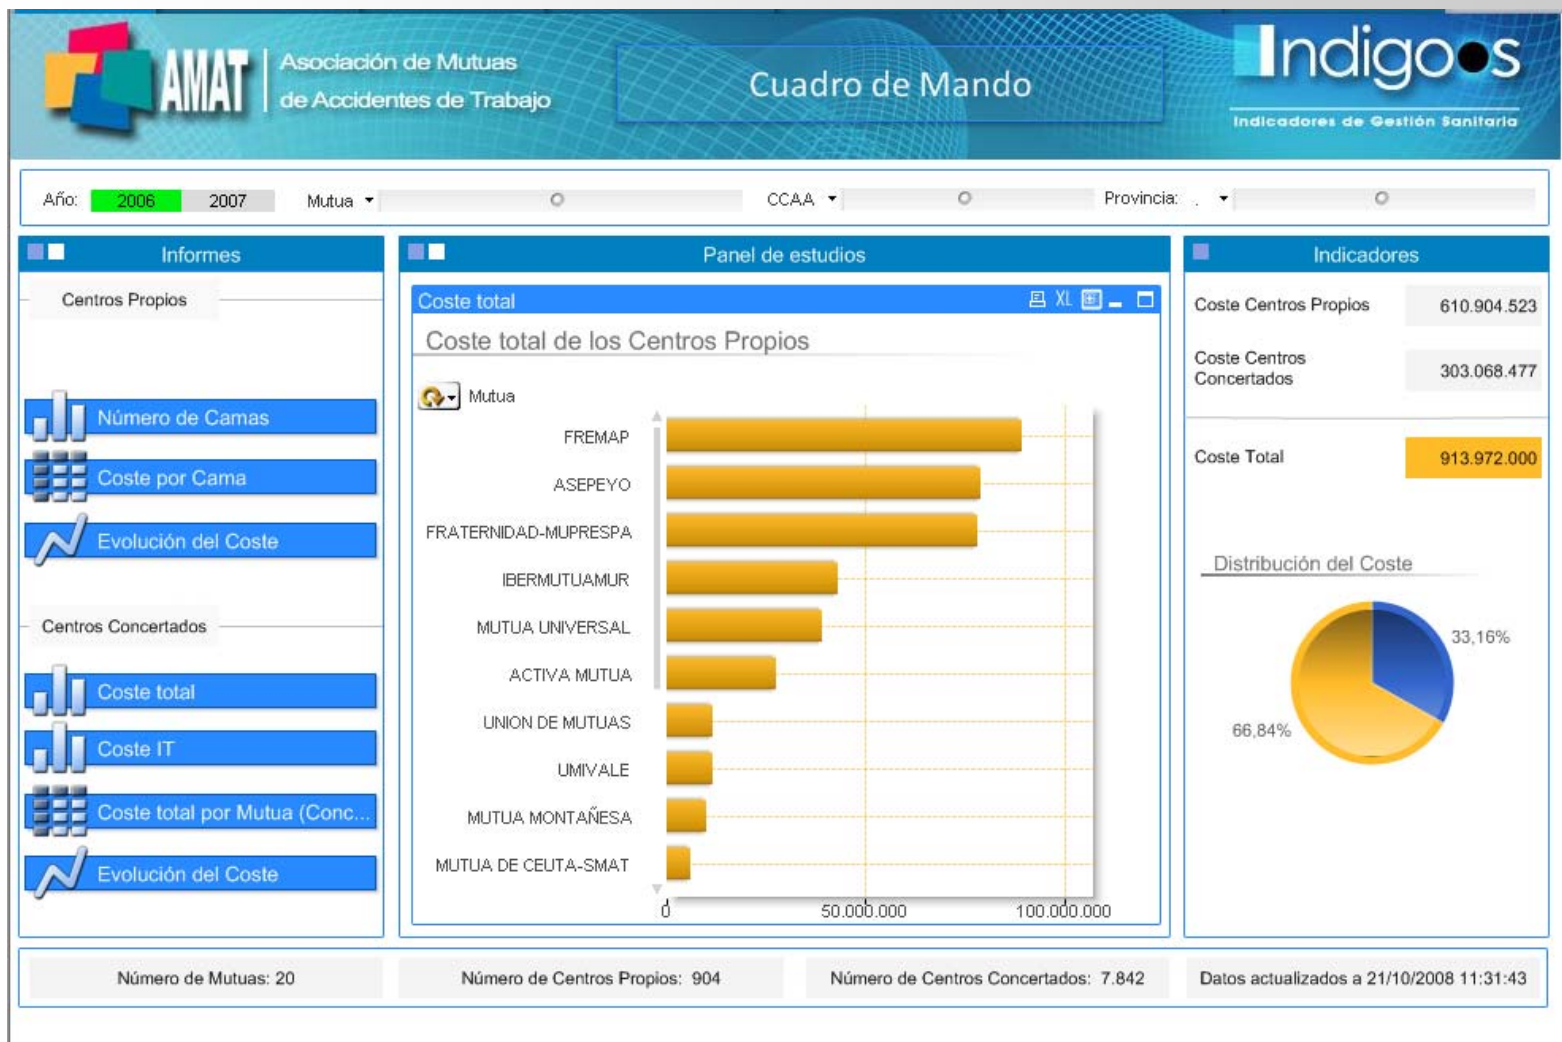 AMAT
Asociación de Mutuas
de Accidentes de Trabajo
Cuadro de Mando
Indigoos
Indicadores de Gestión Sanitaria
Año: 2006 2007 Mutua CCAA Provincia: .
Informes
Centros Propios
Número de Camas
Coste por Cama
Evolución del Coste
Centros Concertados
Coste total
Coste IT
Coste total por Mutua (Conc...
Evolución del Coste
Panel de estudios
Coste total XL
Coste total de los Centros Propios
Mutua
FREMAP
ASEPEYO
FRATERNIDAD-MUPRESPA
IBERMUTUAMUR
MUTUA UNIVERSAL
ACTIVA MUTUA
UNION DE MUTUAS
UMIVALE
MUTUA MONTAÑESA
MUTUA DE CEUTA-SMAT
0 50.000.000 100.000.000
Indicadores
Coste Centros Propios 610.904.523
Coste Centros
Concertados 303.068.477
Coste Total 913.972.000
Distribución del Coste
33,16%
66,84%
Número de Mutuas: 20
Número de Centros Propios: 904
Número de Centros Concertados: 7.842
Datos actualizados a 21/10/2008 11:31:43